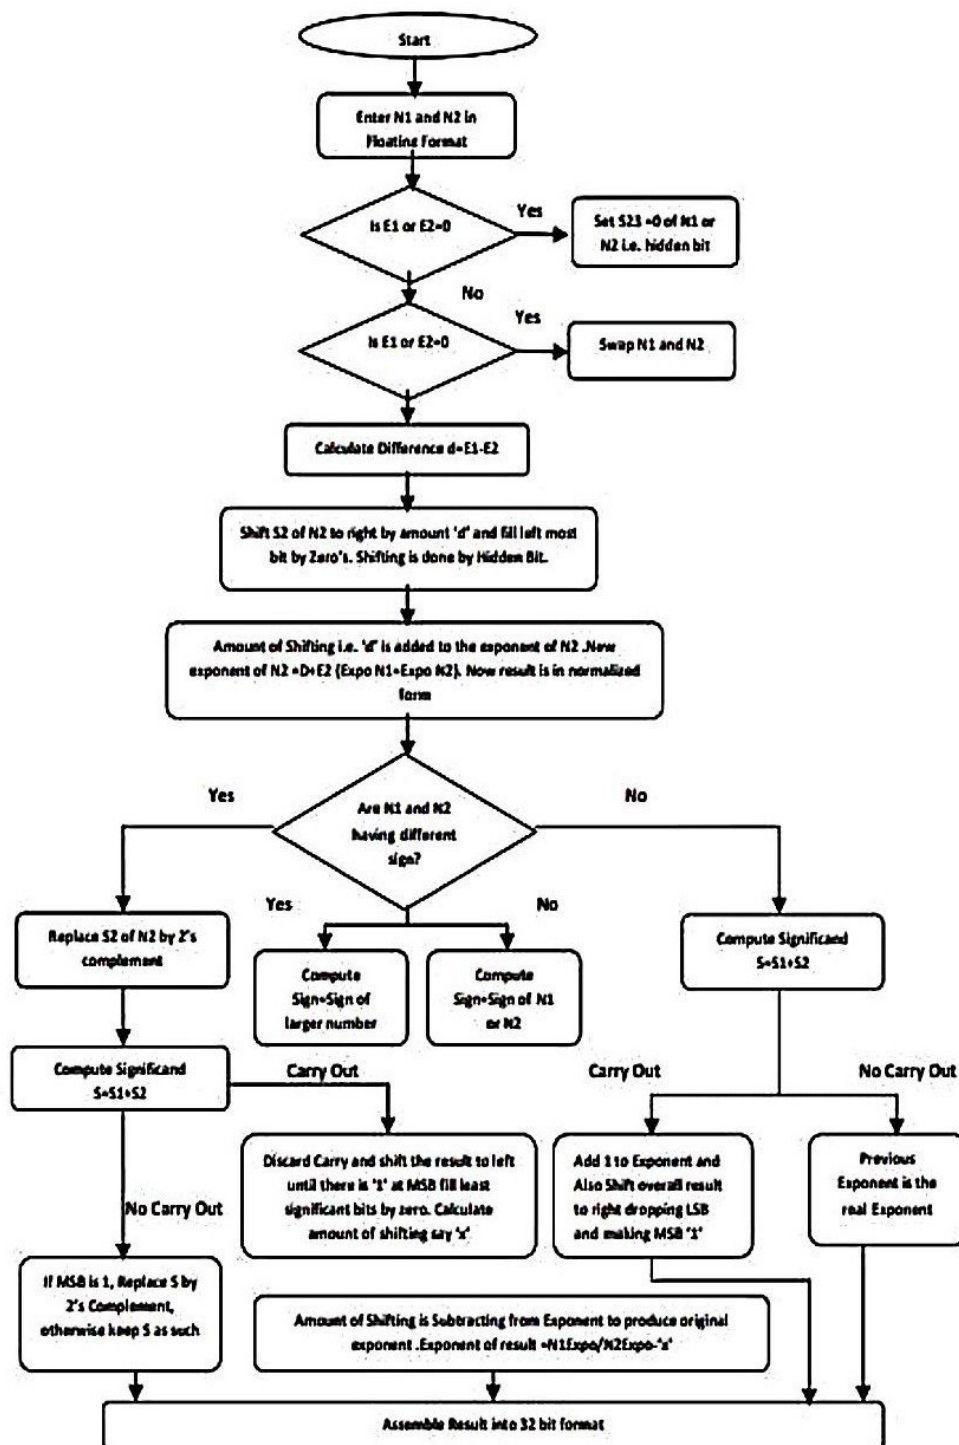 Start
Enter N1 and N2 in
Floating Format
Is E1 or E2=0
Yes
Set S23 =0 of N1 or
N2 i.e. hidden bit
No
Is E1 or E2=0
Yes
Swap N1 and N2
Calculate Difference d=E1-E2
Shift S2 of N2 to right by amount 'd' and fill left most
bit by Zero's. Shifting is done by Hidden Bit.
Amount of Shifting i.e. 'd' is added to the exponent of N2 .New
exponent of N2 =D+E2 (Expo N1=Expo N2). Now result is in normalized
form
Are N1 and N2
having different
sign?
Yes
No
Replace S2 of N2 by 2's
complement
Yes
No
Compute
Sign=Sign of
larger number
Compute
Sign=Sign of N1
or N2
Compute Significand
S=S1+S2
Compute Significand
S=S1+S2
Carry Out
No Carry Out
Discard Carry and shift the result to left
until there is '1' at MSB fill least
significant bits by zero. Calculate
amount of shifting say 'x'
Carry Out
Add 1 to Exponent and
Also Shift overall result
to right dropping LSB
and making MSB '1'
No Carry Out
Previous
Exponent is the
real Exponent
If MSB is 1, Replace S by
2's Complement,
otherwise keep S as such
Amount of Shifting is Subtracting from Exponent to produce original
exponent .Exponent of result =N1Expo/N2Expo-'x'
Assemble Result into 32 bit format